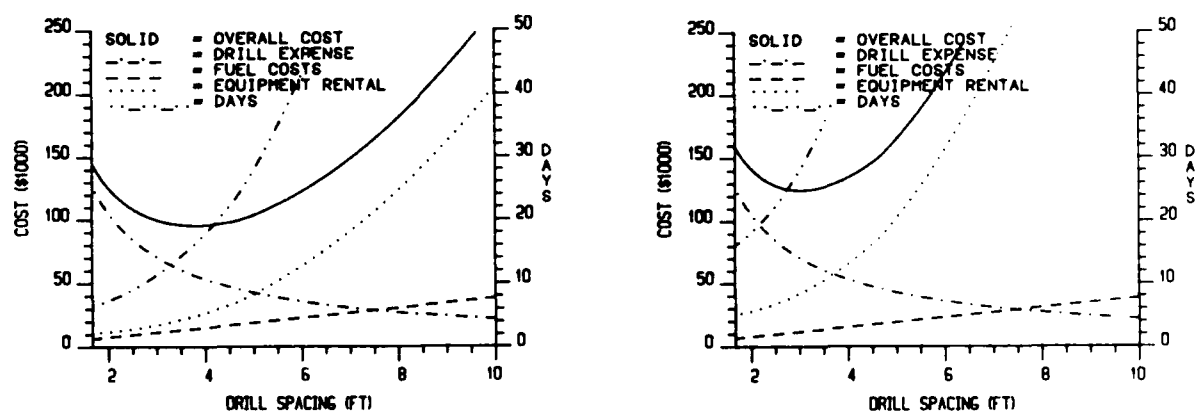 250
200
150
100
50
0
COST ($1000)
SOLID = OVERALL COST
= DRILL EXPENSE
= FUEL COSTS
= EQUIPMENT RENTAL
= DAYS
50
40
30
20
10
0
DAYS
2 4 6 8 10
DRILL SPACING (FT)
250
200
150
100
50
0
COST ($1000)
SOLID = OVERALL COST
= DRILL EXPENSE
= FUEL COSTS
= EQUIPMENT RENTAL
= DAYS
50
40
30
20
10
0
DAYS
2 4 6 8 10
DRILL SPACING (FT)